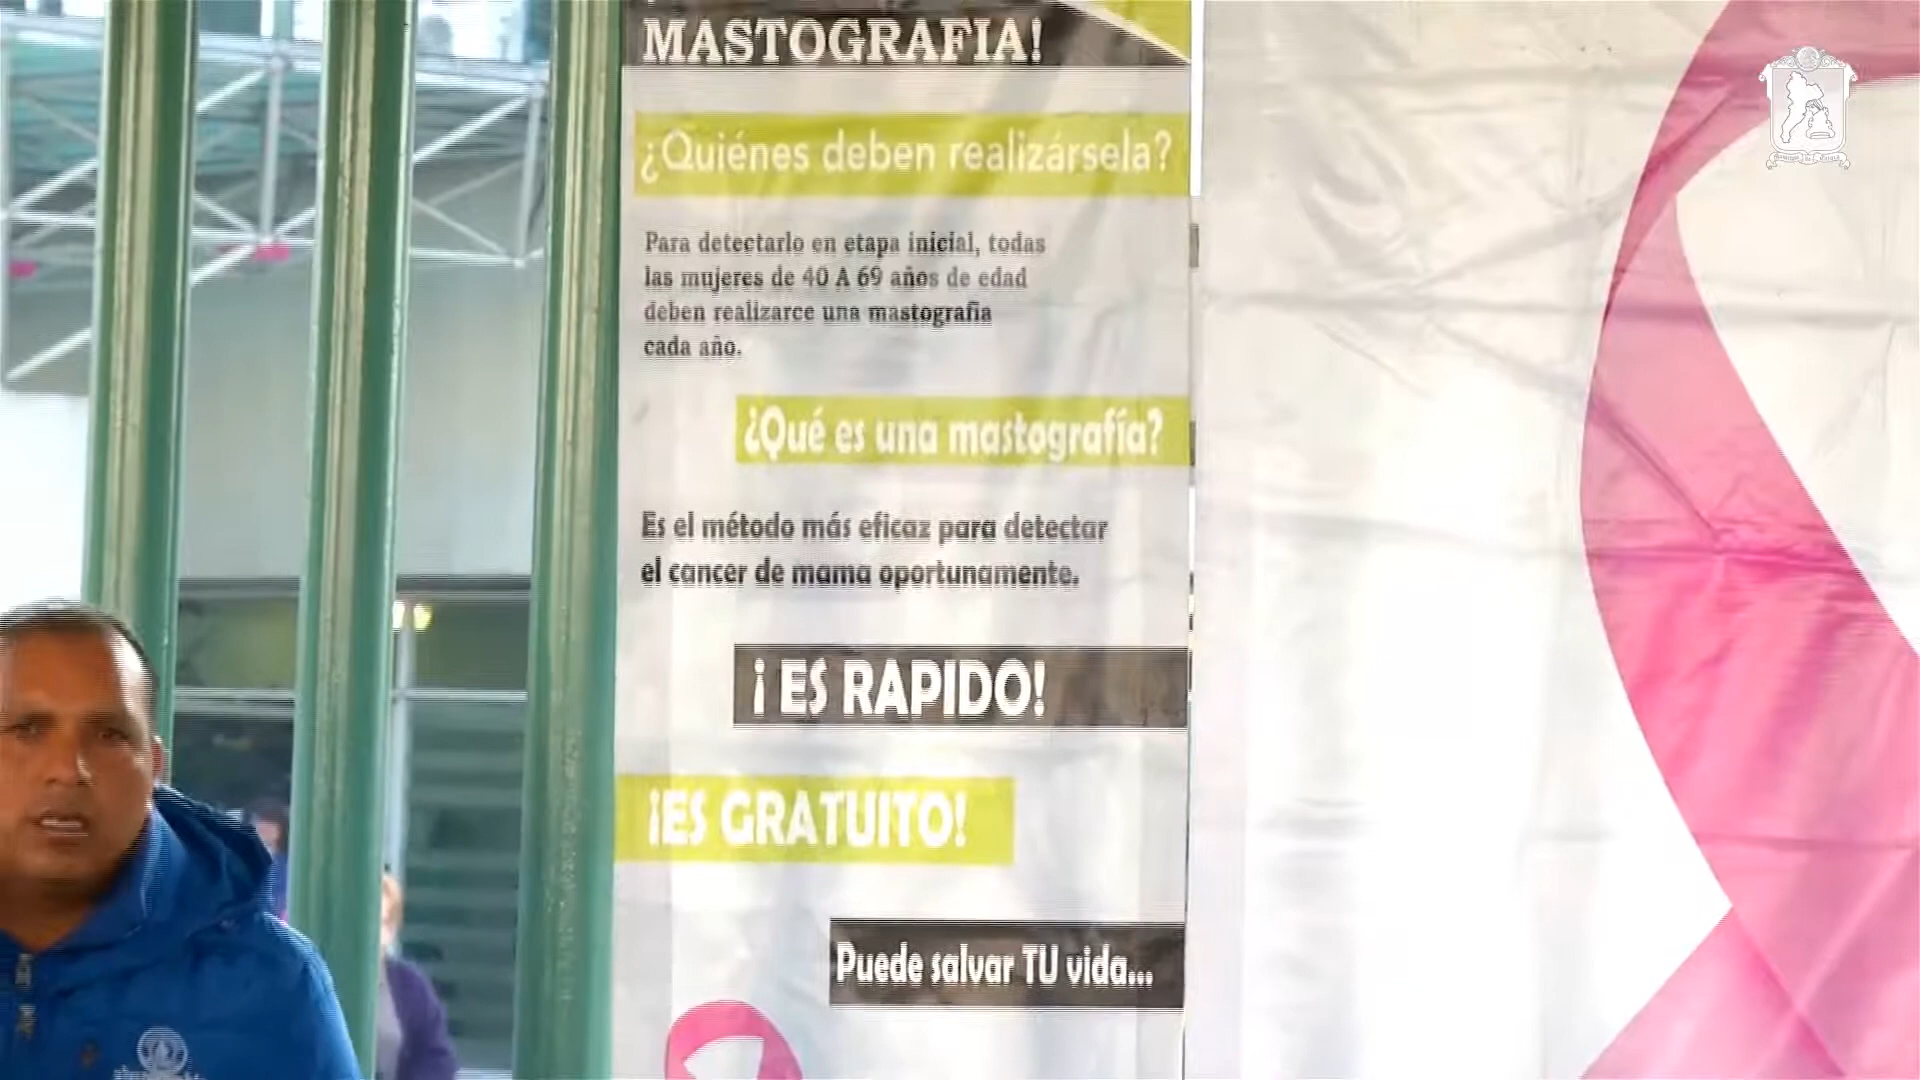 MASTOGRAFIA!
¿Quiénes deben realizársela?
Para detectarlo en etapa inicial, todas
las mujeres de 40 A 69 años de edad
deben realizarce una mastografia
cada año.
¿Qué es una mastografía?
Es el método más eficaz para detectar
el cancer de mama oportunamente.
¡ ES RAPIDO!
¡ES GRATUITO!
Puede salvar TU vida...